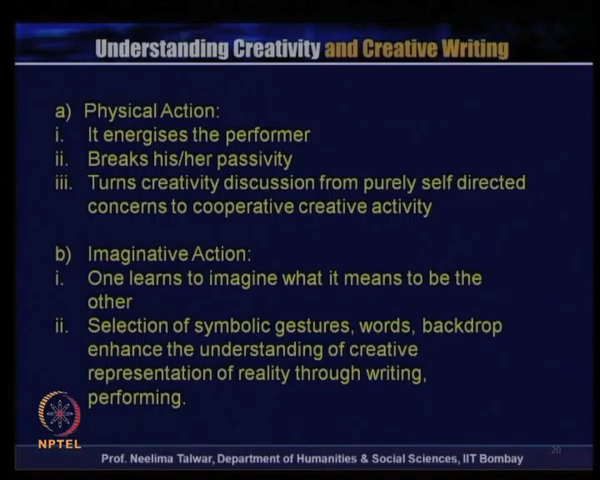 Understanding Creativity and Creative Writing
a) Physical Action:
i. It energises the performer
ii. Breaks his/her passivity
iii. Turns creativity discussion from purely self directed
concerns to cooperative creative activity
b) Imaginative Action:
i. One learns to imagine what it means to be the
other
ii. Selection of symbolic gestures, words, backdrop
enhance the understanding of creative
representation of reality through writing,
performing.
NPTEL
Prof. Neelima Talwar, Department of Humanities & Social Sciences, IIT Bombay
20